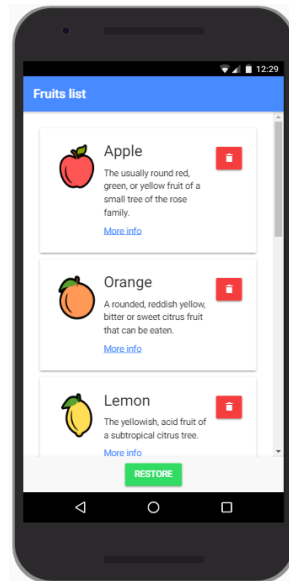 12:29
Fruits list
Apple
The usually round red,
green, or yellow fruit of a
small tree of the rose
family.
More info
Orange
A rounded, reddish yellow,
bitter or sweet citrus fruit
that can be eaten.
More info
Lemon
The yellowish, acid fruit of
a subtropical citrus tree.
More info
RESTORE